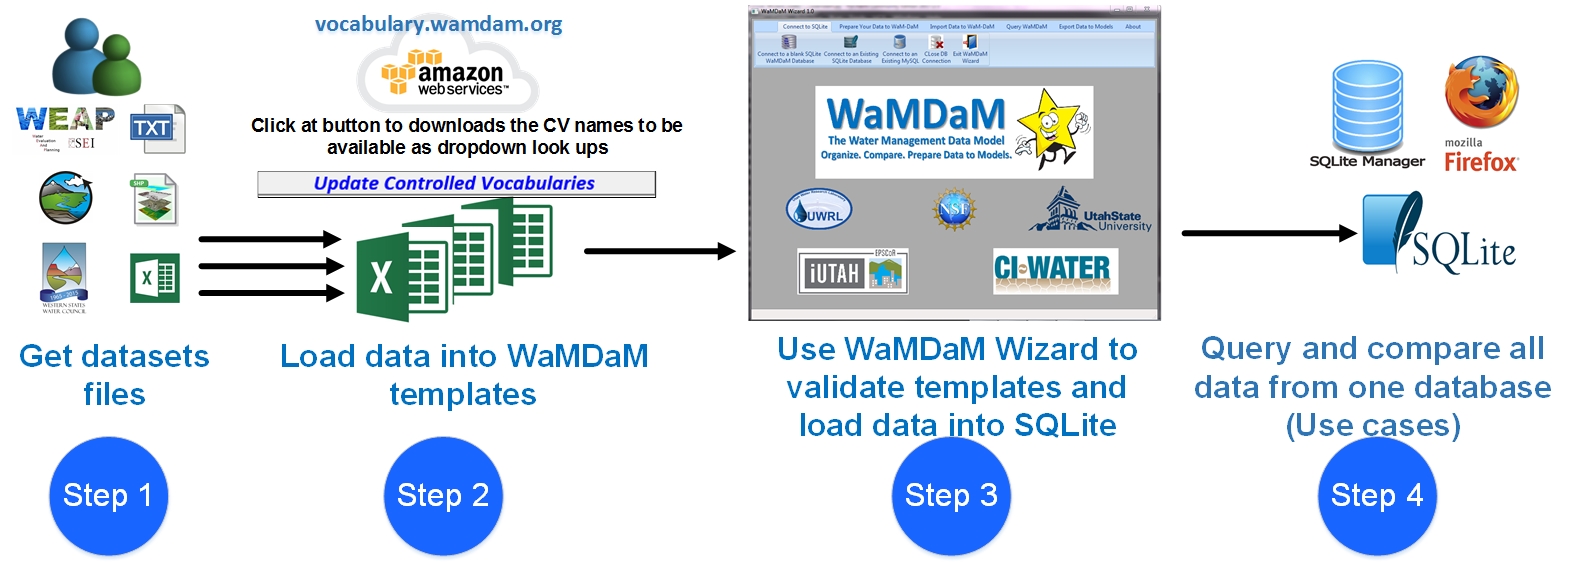 WEAP
Water
Evaluation
And
Planning
SEI
TXT
SHP
1965 - 2015
WESTERN STATES
WATER COUNCIL
X
Get datasets
files
Step 1
vocabulary.wamdam.org
amazon
web services™
Click at button to downloads the CV names to be
available as dropdown look ups
Update Controlled Vocabularies
X
Load data into WaMDaM
templates
Step 2
WaMDaM Wizard 1.0
Connect to SQLite
Prepare Your Data to WaM-DaM
Import Data to WaM-DaM
Query WaMDaM
Export Data to Models
About
Connect to a blank SQLite
WaMDaM Database
Connect to an Existing
SQLite Database
Connect to an
Existing MySQL
CLose DB
Connection
Exit WaMDaM
Wizard
WaMDaM
The Water Management Data Model
Organize. Compare. Prepare Data to Models.
UWRL
NSF
UtahState
University
EPSCoR
iUTAH
CI-WATER
Use WaMDaM Wizard to
validate templates and
load data into SQLite
Step 3
SQLite Manager
mozilla
Firefox®
SQLite
Query and compare all
data from one database
(Use cases)
Step 4